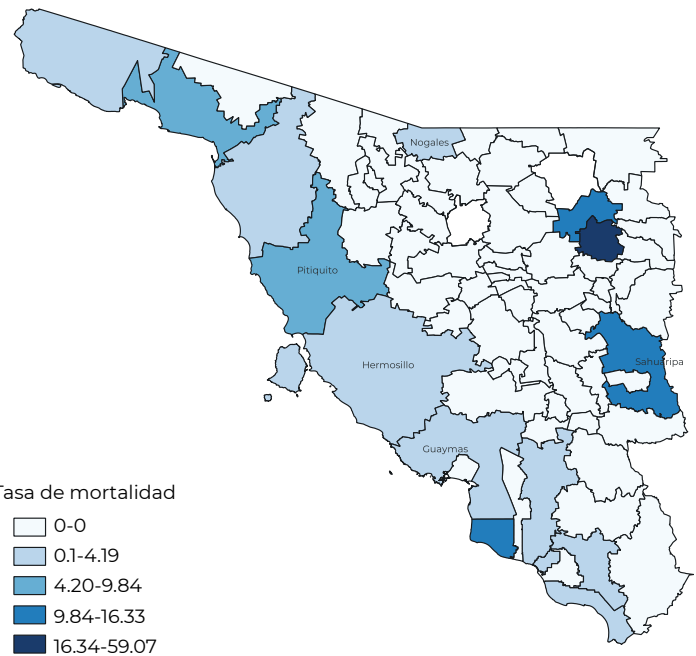 Nogales
Pitiquito
Hermosillo
Sahuaripa
Guaymas
Tasa de mortalidad
0-0
0.1-4.19
4.20-9.84
9.84-16.33
16.34-59.07